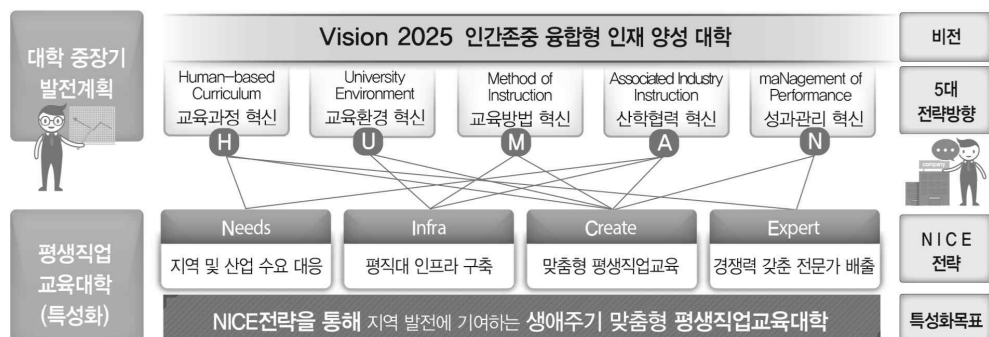 대학 중장기
발전계획
Vision 2025 인간존중 융합형 인재 양성 대학
비전
Human-based
Curriculum
교육과정 혁신
H
University
Environment
교육환경 혁신
U
Method of
Instruction
교육방법 혁신
M
Associated Industry
Instruction
산학협력 혁신
A
maNagement of
Performance
성과관리 혁신
N
5대
전략방향
company
평생직업
교육대학
(특성화)
Needs
지역 및 산업 수요 대응
Infra
평직대 인프라 구축
Create
맞춤형 평생직업교육
Expert
경쟁력 갖춘 전문가 배출
NICE
전략
NICE전략을 통해 지역 발전에 기여하는 생애주기 맞춤형 평생직업교육대학
특성화목표